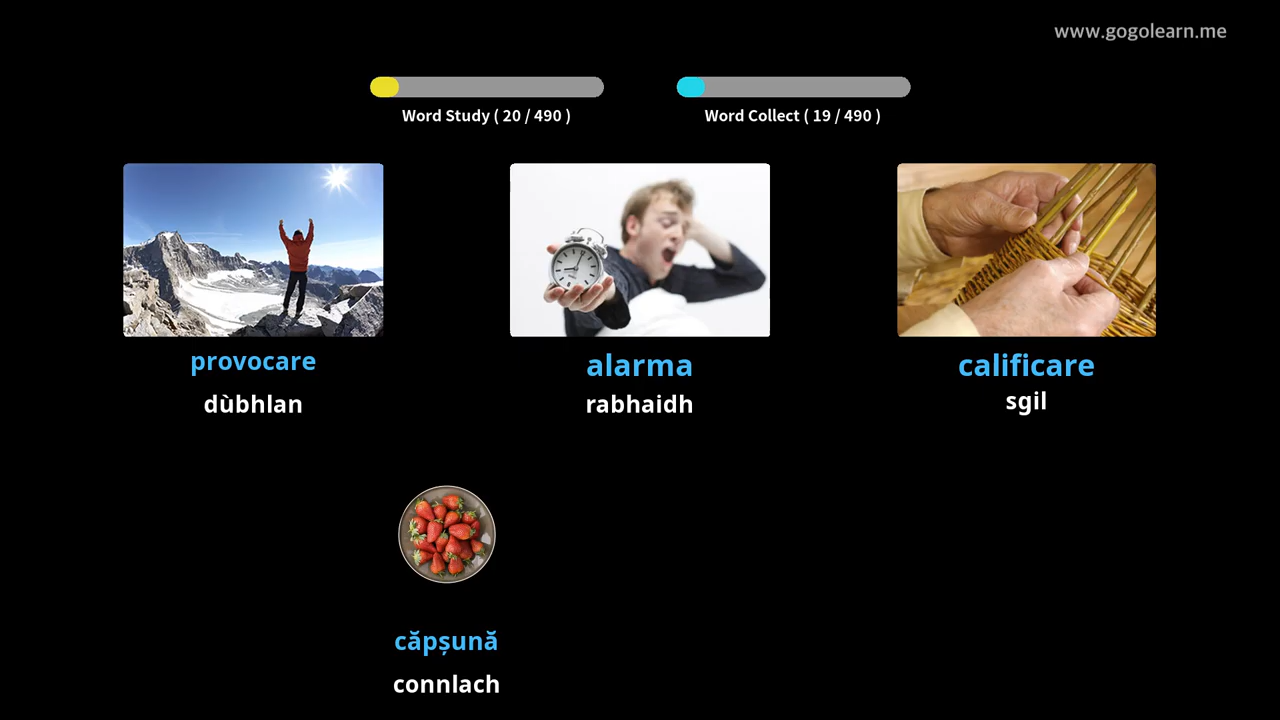 www.gogolearn.me
Word Study ( 20 / 490 )
Word Collect ( 19 / 490 )
provocare
dùbhlan
alarma
rabhaidh
calificare
sgil
căpșună
connlach